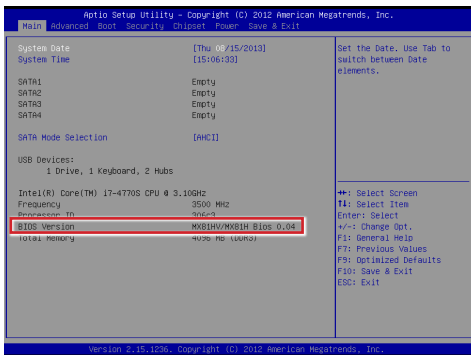 Aptio Setup Utility – Copyright (C) 2012 American Megatrends, Inc.
Main Advanced Boot Security Chipset Power Save & Exit
System Date [Thu 08/15/2013]
System Time [15:06:33]
SATA1 Empty
SATA2 Empty
SATA3 Empty
SATA4 Empty
SATA Mode Selection [AHCI]
USB Devices:
1 Drive, 1 Keyboard, 2 Hubs
Intel(R) Core(TM) i7-4770S CPU @ 3.10GHz
Frequency 3500 MHz
Processor ID 306c3
BIOS Version MX81HV/MX81H Bios 0.04
Total Memory 4096 MB (DDR3)
Set the Date. Use Tab to
switch between Date
elements.
→←: Select Screen
↑↓: Select Item
Enter: Select
+/-: Change Opt.
F1: General Help
F7: Previous Values
F9: Optimized Defaults
F10: Save & Exit
ESC: Exit
Version 2.15.1236. Copyright (C) 2012 American Megatrends, Inc.